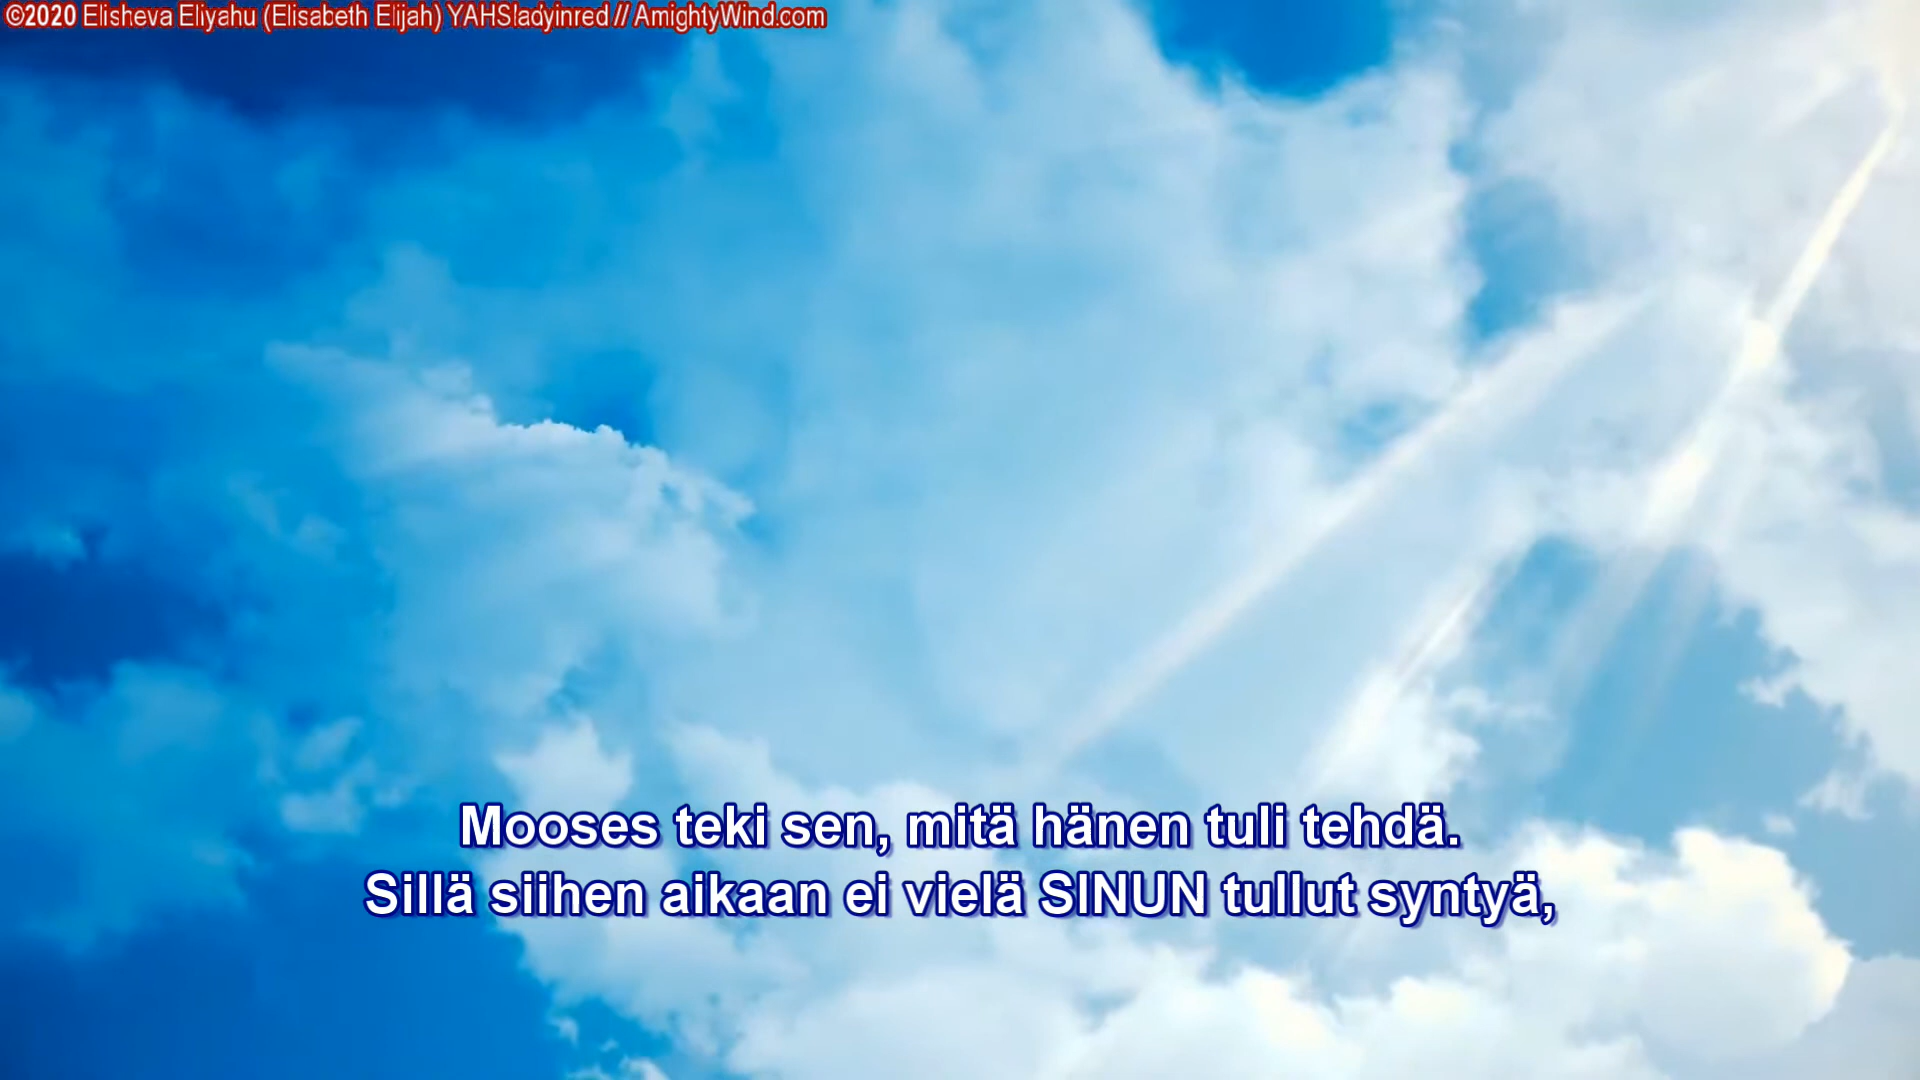 ©2020 Elisheva Eliyahu (Elisabeth Elijah) YAHSladyinred // AmightyWind.com
Mooses teki sen, mitä hänen tuli tehdä.
Sillä siihen aikaan ei vielä SINUN tullut syntyä,